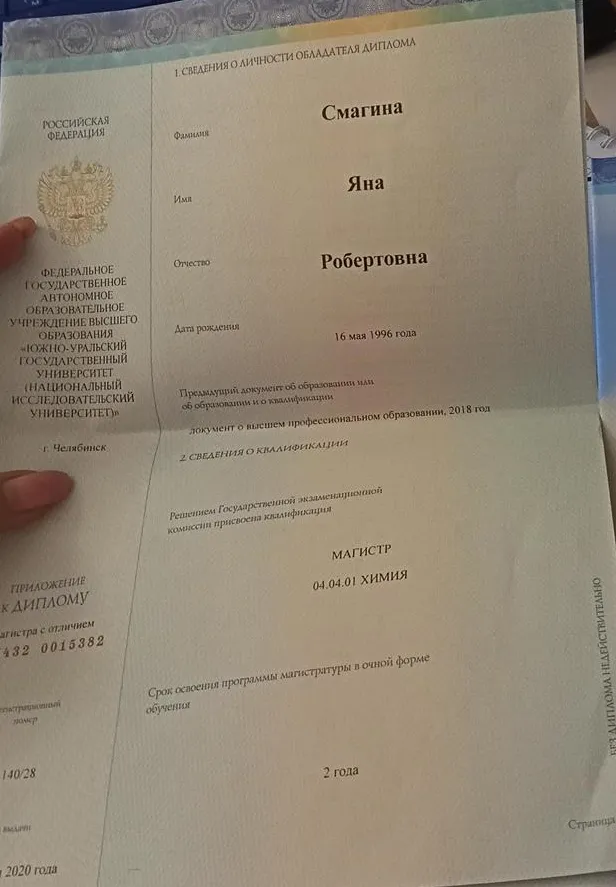 РОССИЙСКАЯ
ФЕДЕРАЦИЯ
ФЕДЕРАЛЬНОЕ
ГОСУДАРСТВЕННОЕ
АВТОНОМНОЕ
ОБРАЗОВАТЕЛЬНОЕ
УЧРЕЖДЕНИЕ ВЫСШЕГО
ОБРАЗОВАНИЯ
«ЮЖНО-УРАЛЬСКИЙ
ГОСУДАРСТВЕННЫЙ
УНИВЕРСИТЕТ
(НАЦИОНАЛЬНЫЙ
ИССЛЕДОВАТЕЛЬСКИЙ
УНИВЕРСИТЕТ)»
г. Челябинск
ПРИЛОЖЕНИЕ
К ДИПЛОМУ
агистра с отличием
432 0015382
номер
140/28
выдачи
2020 года
1. СВЕДЕНИЯ О ЛИЧНОСТИ ОБЛАДАТЕЛЯ ДИПЛОМА
Фамилия
Смагина
Имя
Яна
Отчество
Робертовна
Дата рождения
16 мая 1996 года
Предыдущий документ об образовании или
об образовании и о квалификации
документ о высшем профессиональном образовании, 2018 год
2. СВЕДЕНИЯ О КВАЛИФИКАЦИИ
Решением Государственной экзаменационной
комиссии присвоена квалификация
МАГИСТР
04.04.01 ХИМИЯ
Срок освоения программы магистратуры в очной форме
обучения
2 года
БЕЗ ДИПЛОМА НЕДЕЙСТВИТЕЛЬНО
Страница